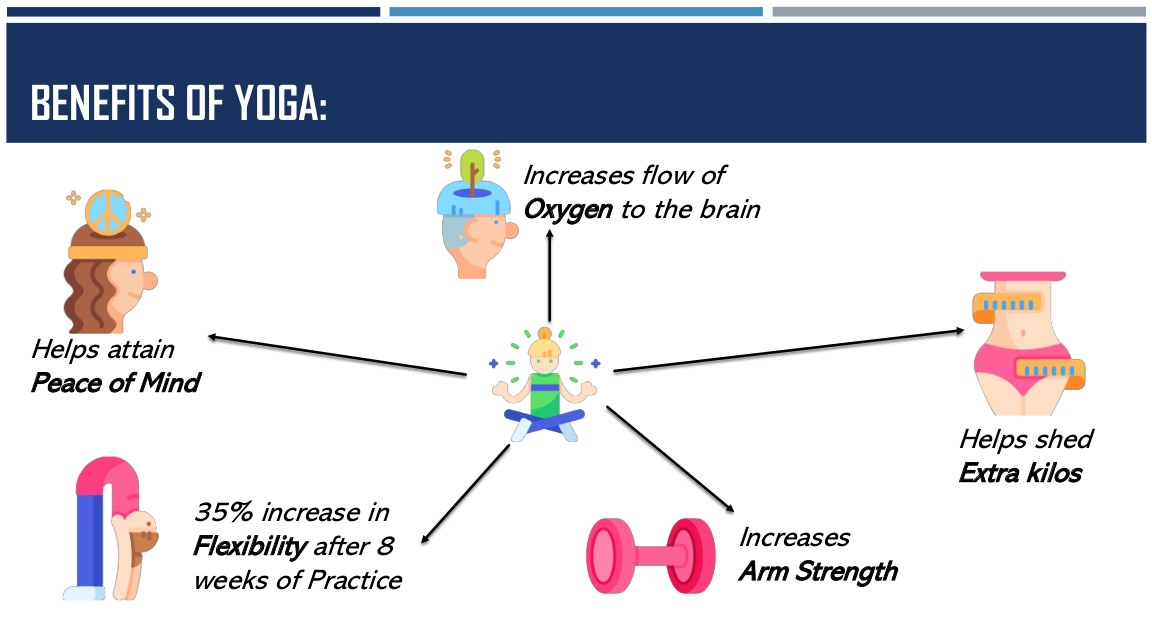 BENEFITS OF YOGA:
Increases flow of
Oxygen to the brain
Helps attain
Peace of Mind
Helps shed
Extra kilos
35% increase in
Flexibility after 8
weeks of Practice
Increases
Arm Strength